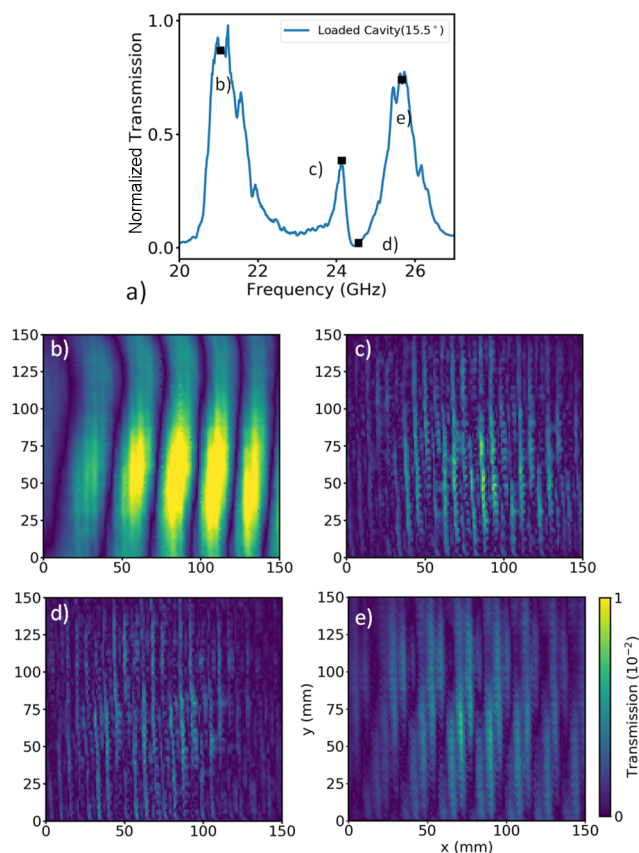 Normalized Transmission
1.0
0.5
0.0
Loaded Cavity(15.5°)
b)
c)
e)
d)
20 22 24 26
Frequency (GHz)
a)
b)
150
125
100
75
50
25
0
0 50 100 150
c)
150
125
100
75
50
25
0
0 50 100 150
d)
150
125
100
75
50
25
0
0 50 100 150
e)
y (mm)
150
125
100
75
50
25
0
0 50 100 150
x (mm)
1
Transmission (10⁻²)
0